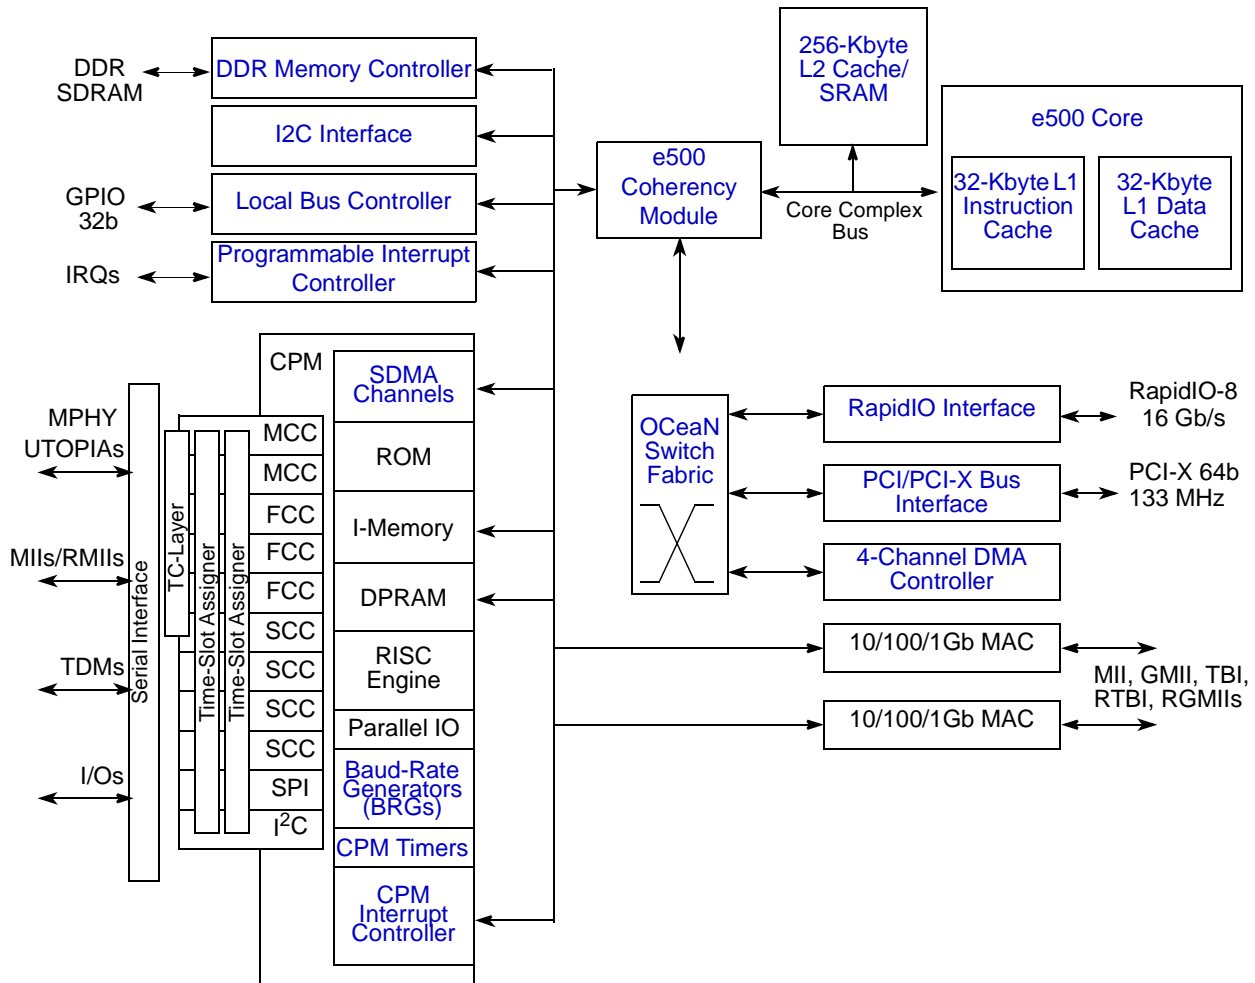 DDR
SDRAM
DDR Memory Controller
I2C Interface
GPIO
32b
Local Bus Controller
IRQs
Programmable Interrupt
Controller
256-Kbyte
L2 Cache/
SRAM
e500
Coherency
Module
Core Complex
Bus
e500 Core
32-Kbyte L1
Instruction
Cache
32-Kbyte
L1 Data
Cache
CPM
SDMA
Channels
ROM
I-Memory
DPRAM
RISC
Engine
Parallel IO
Baud-Rate
Generators
(BRGs)
CPM Timers
CPM
Interrupt
Controller
MCC
MCC
FCC
FCC
FCC
SCC
SCC
SCC
SCC
SPI
I²C
TC-Layer
Time-Slot Assigner
Time-Slot Assigner
Serial Interface
MPHY
UTOPIAs
MIIs/RMIIs
TDMs
I/Os
OCeaN
Switch
Fabric
RapidIO Interface
RapidIO-8
16 Gb/s
PCI/PCI-X Bus
Interface
PCI-X 64b
133 MHz
4-Channel DMA
Controller
10/100/1Gb MAC
10/100/1Gb MAC
MII, GMII, TBI,
RTBI, RGMIIs